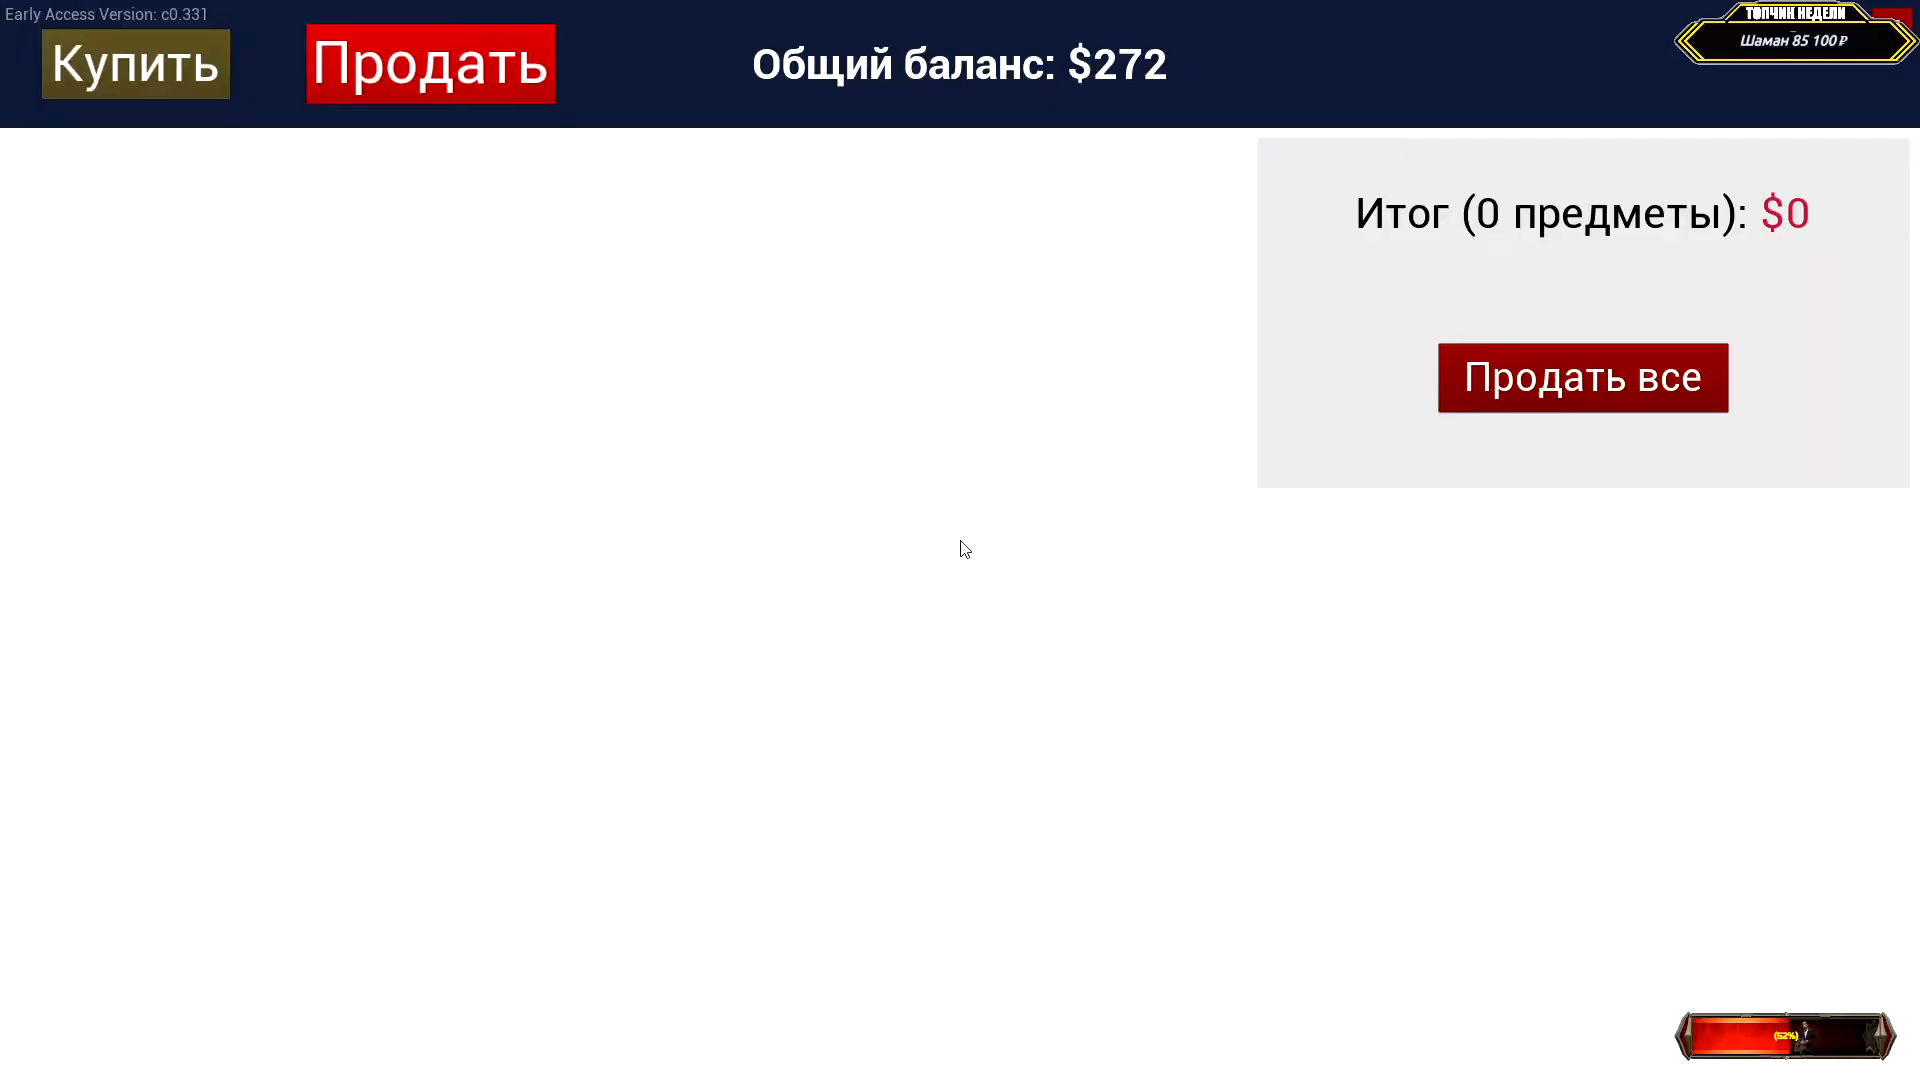 Early Access Version: c0.331
Купить
Продать
Общий баланс: $272
ТОПЧИК НЕДЕЛИ
Шаман 85 100 ₽
Итог (0 предметы): $0
Продать все
(52%)